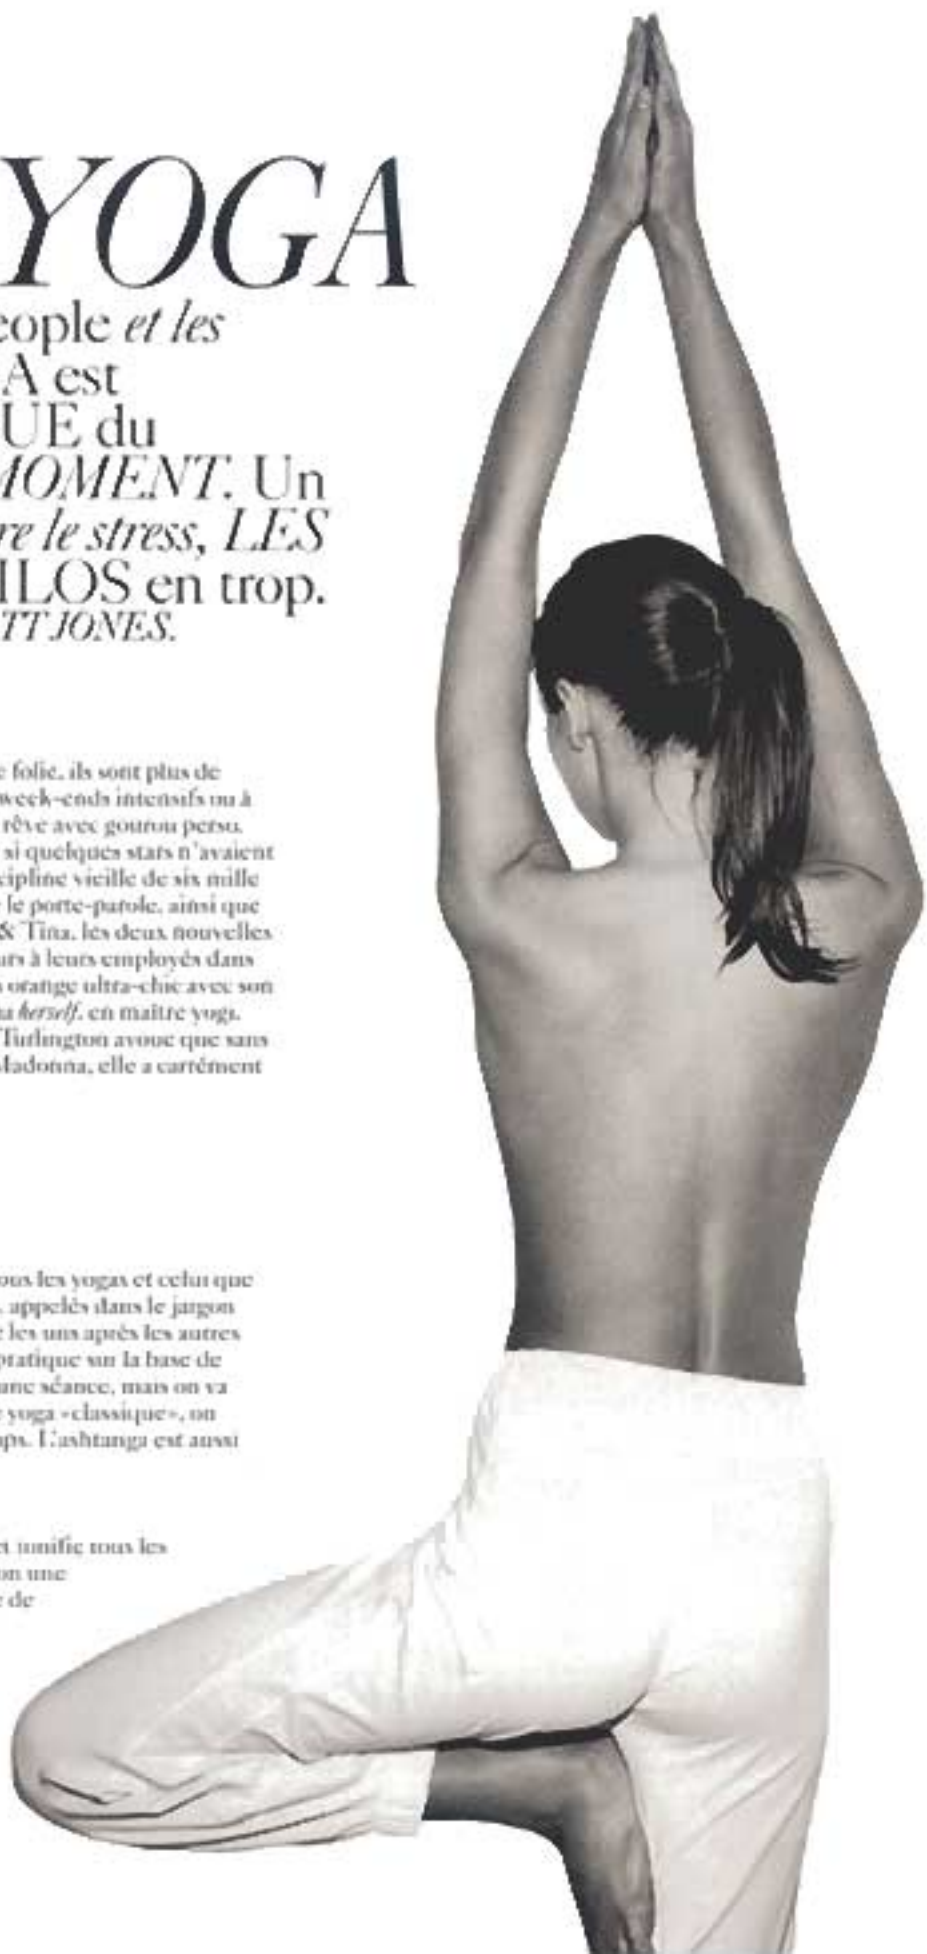 YOGA
eople et les
A est
UE du
MOMENT. Un
re le stress, LES
ILOS en trop.
TT JONES.
e folie, ils sont plus de
week-ends intensifs ou à
rêve avec gourou perso.
si quelques stars n'avaient
cipline vieille de six mille
le porte-parole, ainsi que
& Tina, les deux nouvelles
urs à leurs employés dans
orange ultra-chic avec son
na herself, en maître yogi.
Turlington avoue que sans
Madonna, elle a carrément
ous les yogas et celui que
, appelés dans le jargon
les uns après les autres
pratique sur la base de
une séance, mais on va
e yoga «classique», on
ps. L'ashtanga est aussi
et tonifie tous les
on une
e de